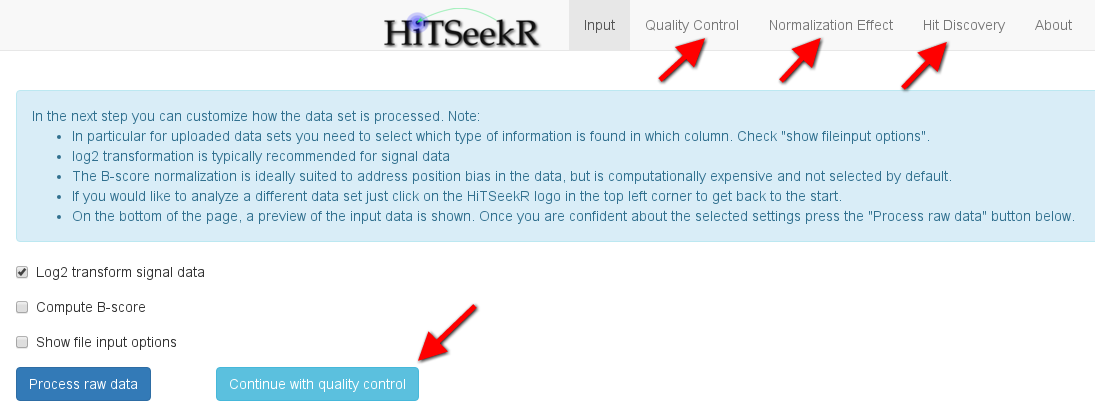 HiTSeekR Input Quality Control Normalization Effect Hit Discovery About
In the next step you can customize how the data set is processed. Note:
• In particular for uploaded data sets you need to select which type of information is found in which column. Check "show fileinput options".
• log2 transformation is typically recommended for signal data
• The B-score normalization is ideally suited to address position bias in the data, but is computationally expensive and not selected by default.
• If you would like to analyze a different data set just click on the HiTSeekR logo in the top left corner to get back to the start.
• On the bottom of the page, a preview of the input data is shown. Once you are confident about the selected settings press the "Process raw data" button below.
Log2 transform signal data
Compute B-score
Show file input options
Process raw data Continue with quality control